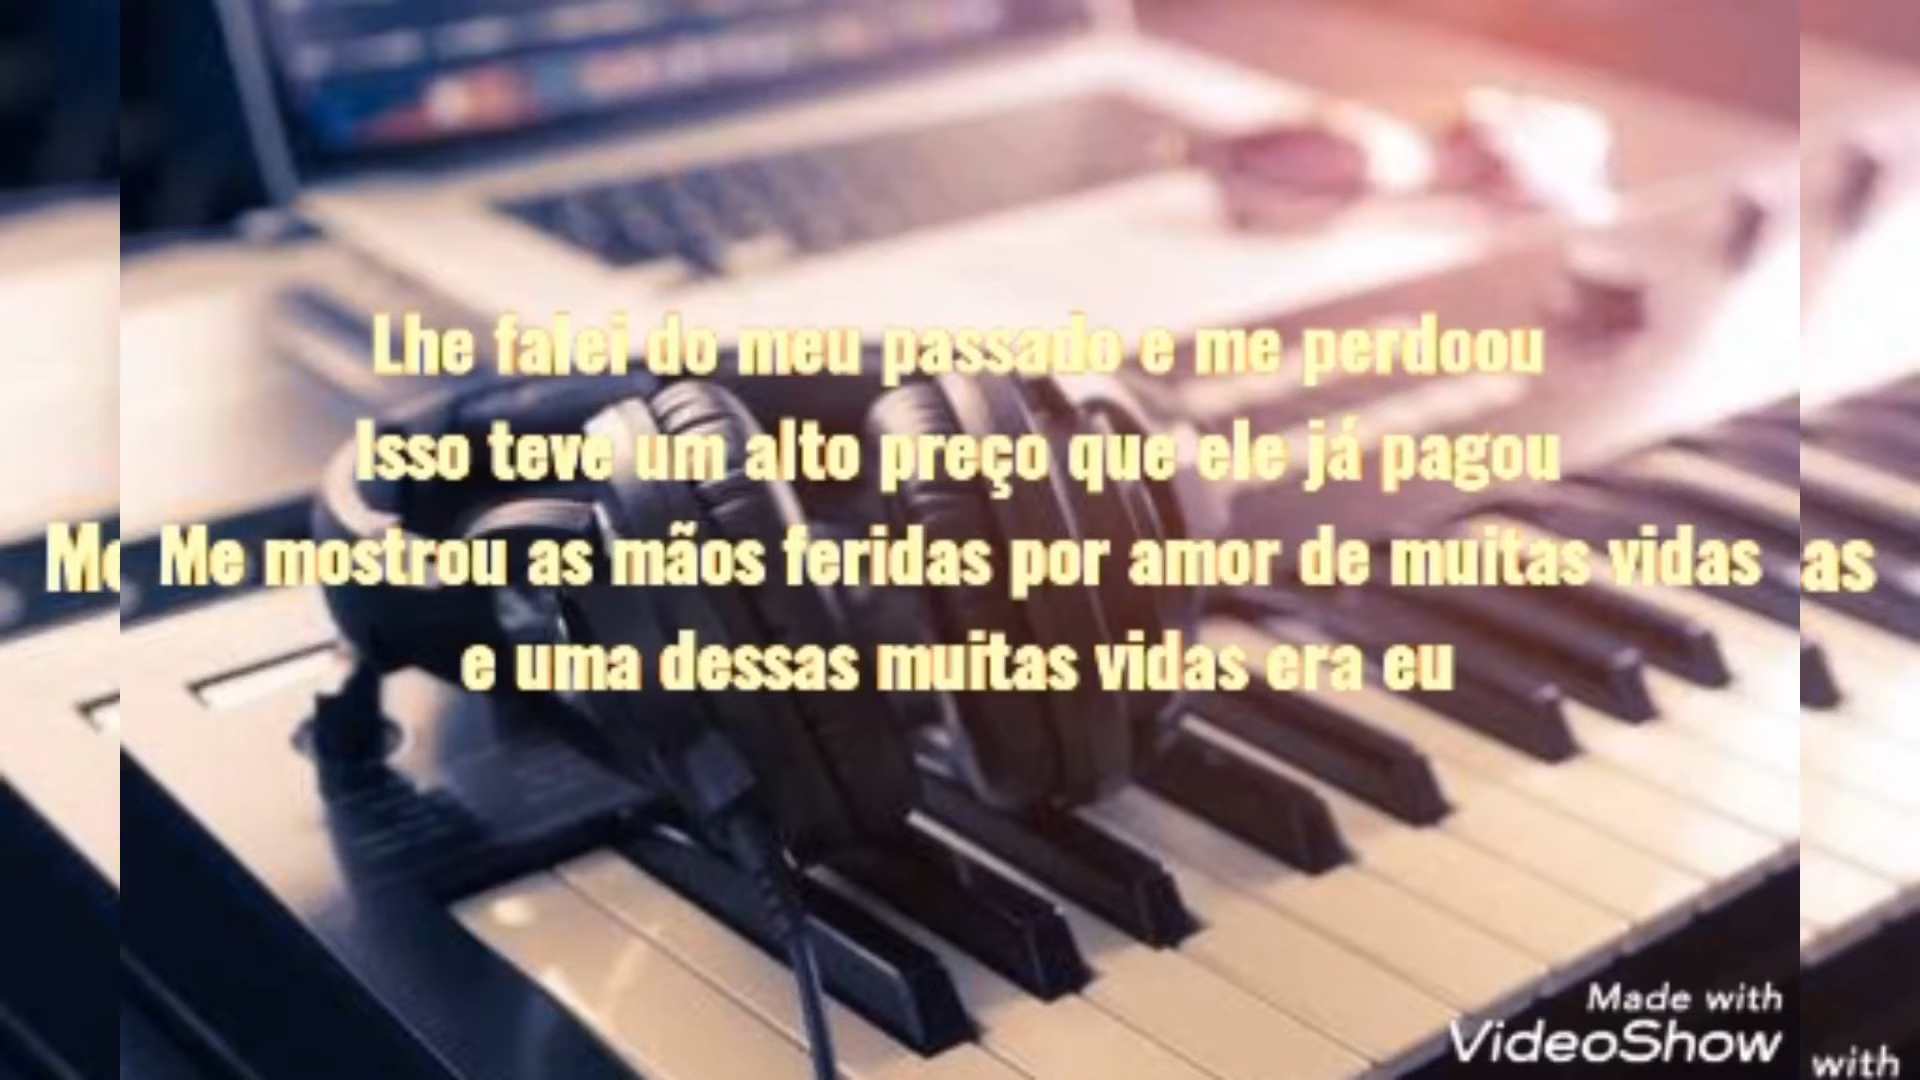 Lhe falei do meu passado e me perdoou
Isso teve um alto preço que ele já pagou
Me mostrou as mãos feridas por amor de muitas vidas
e uma dessas muitas vidas era eu
Made with
VideoShow